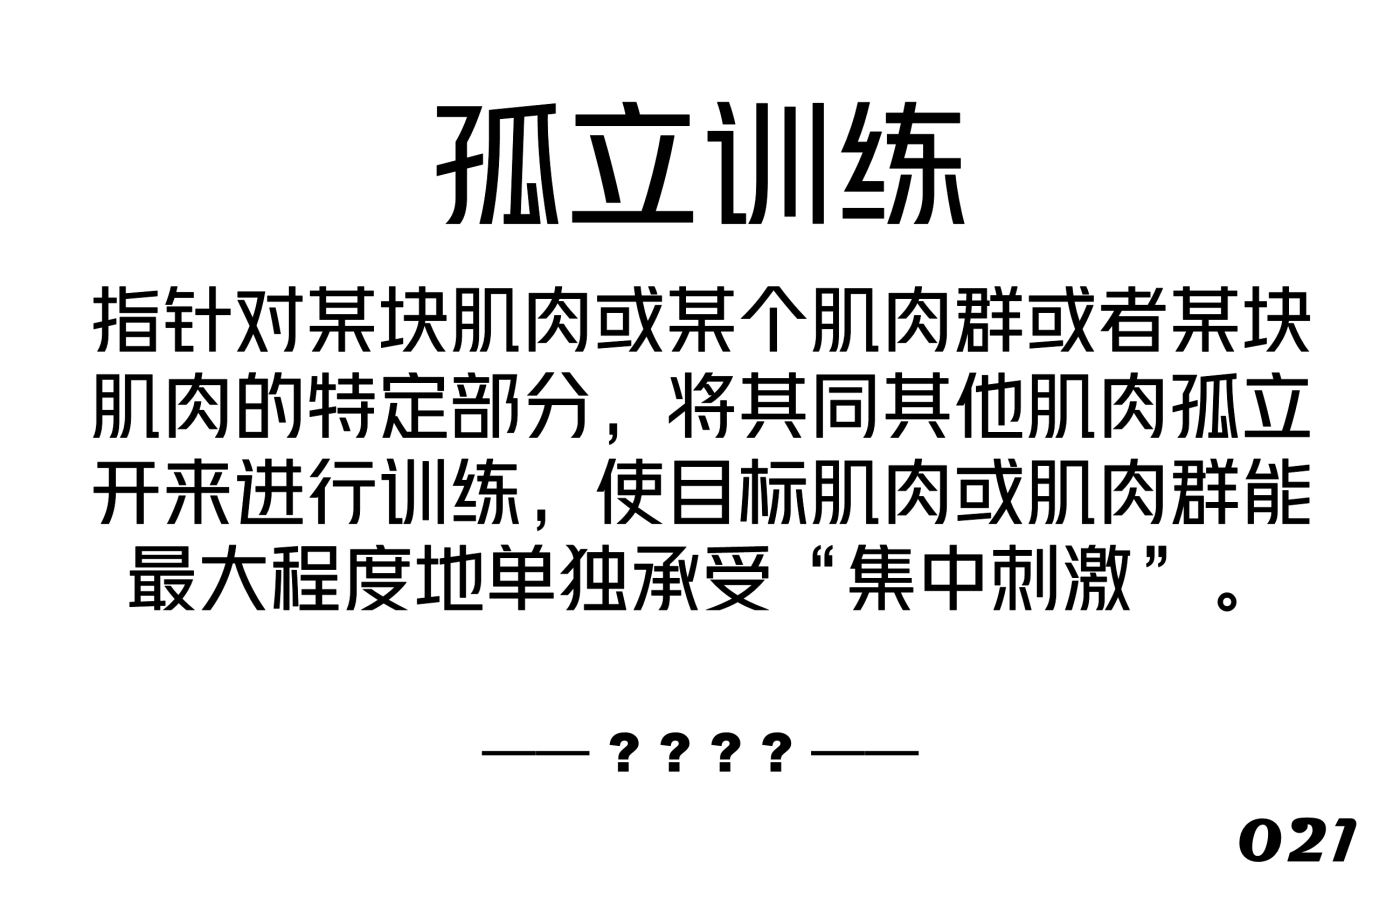 孤立训练
指针对某块肌肉或某个肌肉群或者某块
肌肉的特定部分，将其同其他肌肉孤立
开来进行训练，使目标肌肉或肌肉群能
最大程度地单独承受“集中刺激”。
——????——
021